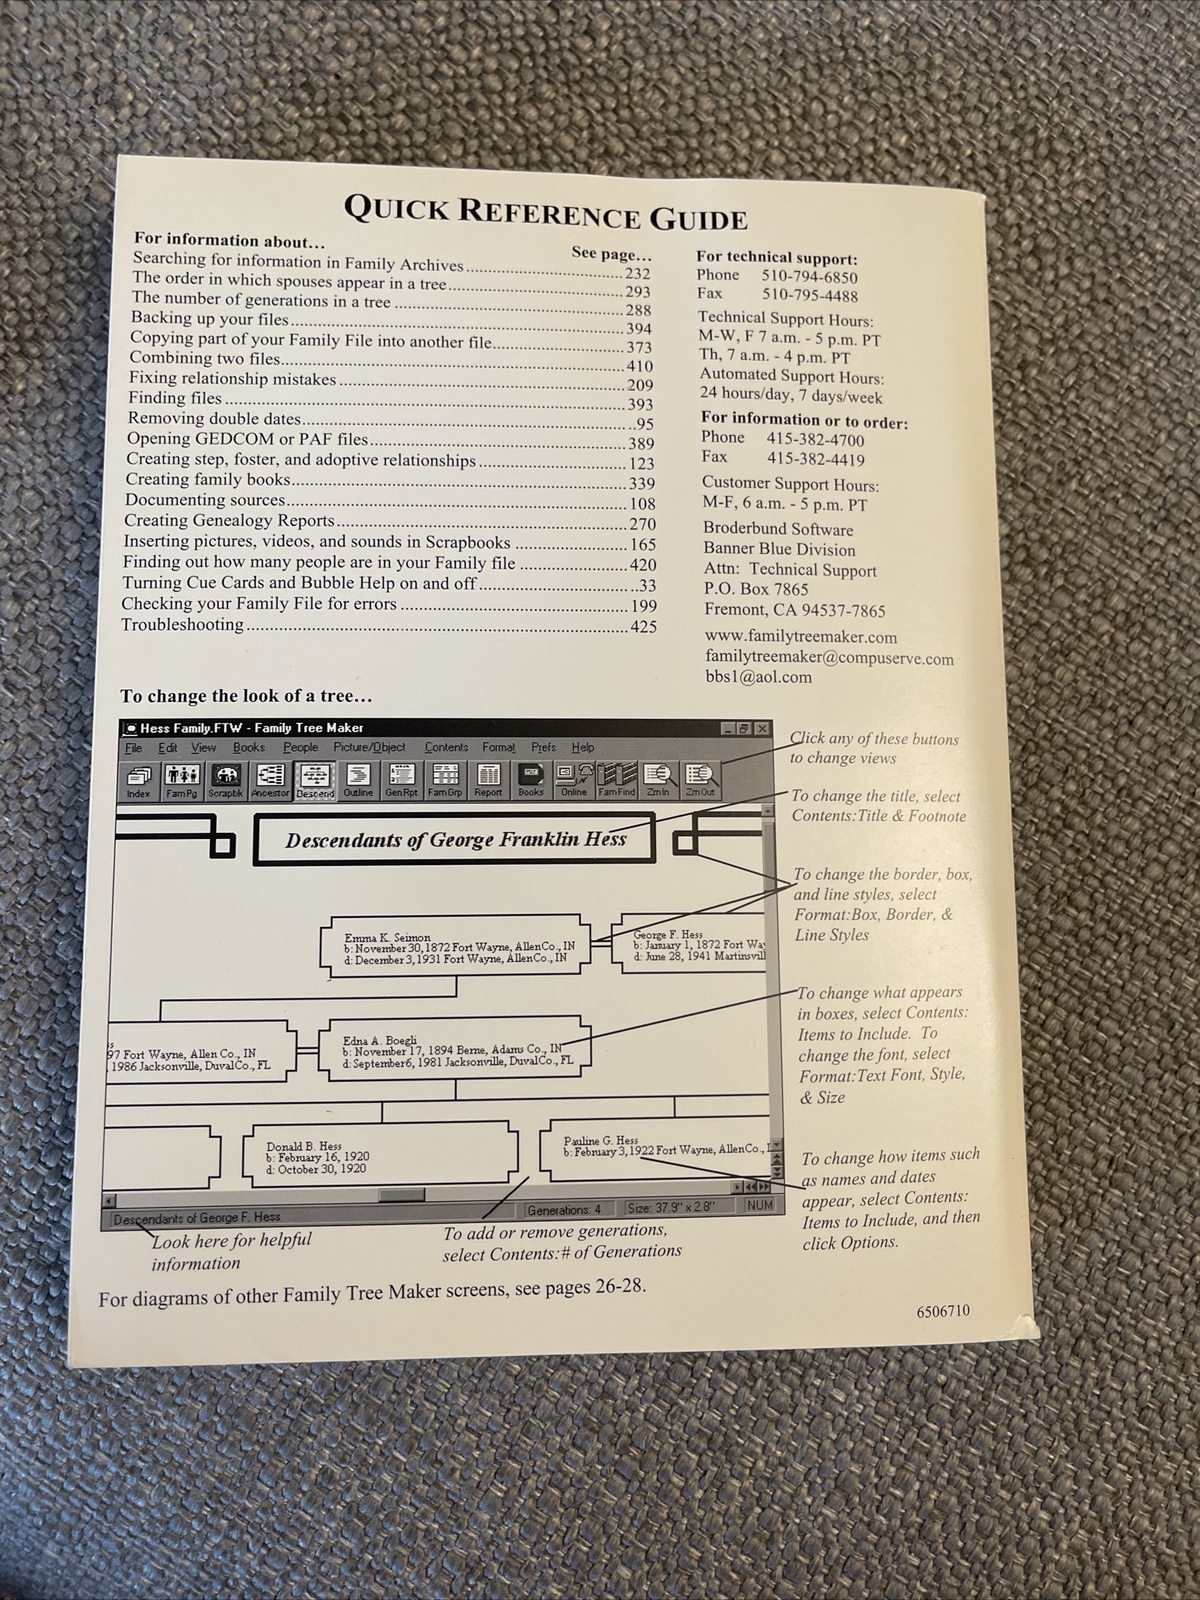 QUICK REFERENCE GUIDE
For information about...
See page...
Searching for information in Family Archives 232
The order in which spouses appear in a tree 293
The number of generations in a tree 288
Backing up your files 394
Copying part of your Family File into another file 373
Combining two files 410
Fixing relationship mistakes 209
Finding files 393
Removing double dates 95
Opening GEDCOM or PAF files 389
Creating step, foster, and adoptive relationships 123
Creating family books 339
Documenting sources 108
Creating Genealogy Reports 270
Inserting pictures, videos, and sounds in Scrapbooks 165
Finding out how many people are in your Family file 420
Turning Cue Cards and Bubble Help on and off 33
Checking your Family File for errors 199
Troubleshooting 425
For technical support:
Phone 510-794-6850
Fax 510-795-4488
Technical Support Hours:
M-W, F 7 a.m. - 5 p.m. PT
Th, 7 a.m. - 4 p.m. PT
Automated Support Hours:
24 hours/day, 7 days/week
For information or to order:
Phone 415-382-4700
Fax 415-382-4419
Customer Support Hours:
M-F, 6 a.m. - 5 p.m. PT
Broderbund Software
Banner Blue Division
Attn: Technical Support
P.O. Box 7865
Fremont, CA 94537-7865
www.familytreemaker.com
familytreemaker@compuserve.com
bbs1@aol.com
To change the look of a tree...
Hess Family.FTW - Family Tree Maker
File Edit View Books People Picture/Object Contents Format Prefs Help
Index FamPg Scrapbk Ancestor Descend Outline GenRpt FamGrp Report Books Online FamFind ZmIn ZmOut
Descendants of George Franklin Hess
Emma K. Seimon
b: November 30, 1872 Fort Wayne, Allen Co., IN
d: December 3, 1931 Fort Wayne, Allen Co., IN
George F. Hess
b: January 1, 1872 Fort Way
d: June 28, 1941 Martinsvill
97 Fort Wayne, Allen Co., IN
1986 Jacksonville, Duval Co., FL
Edna A. Boegli
b: November 17, 1894 Berne, Adams Co., IN
d: September 6, 1981 Jacksonville, Duval Co., FL
Donald B. Hess
b: February 16, 1920
d: October 30, 1920
Pauline G. Hess
b: February 3, 1922 Fort Wayne, Allen Co., I
Descendants of George F. Hess
Generations: 4
Size: 37.9" x 2.8"
NUM
Click any of these buttons
to change views
To change the title, select
Contents:Title & Footnote
To change the border, box,
and line styles, select
Format:Box, Border, &
Line Styles
To change what appears
in boxes, select Contents:
Items to Include. To
change the font, select
Format:Text Font, Style,
& Size
To change how items such
as names and dates
appear, select Contents:
Items to Include, and then
click Options.
Look here for helpful
information
To add or remove generations,
select Contents:# of Generations
For diagrams of other Family Tree Maker screens, see pages 26-28.
6506710